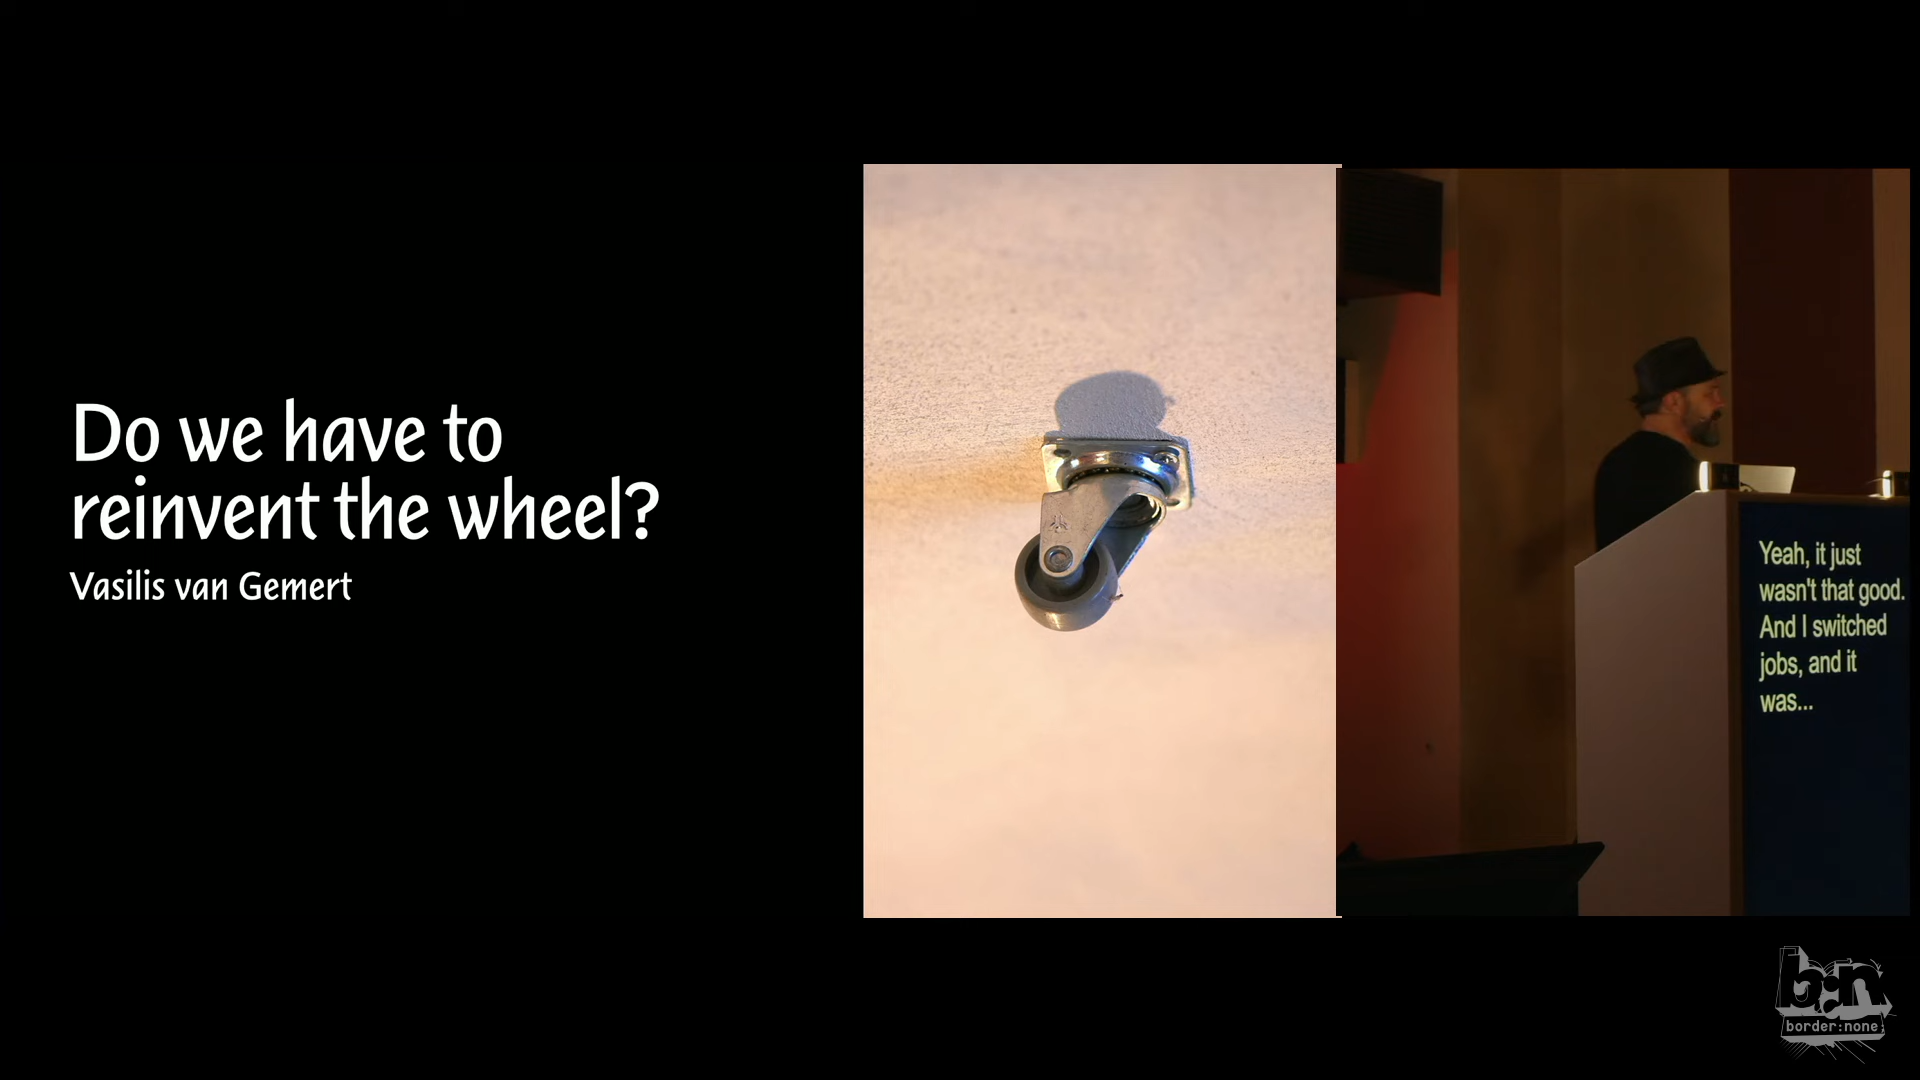 Do we have to
reinvent the wheel?
Vasilis van Gemert
Yeah, it just
wasn't that good.
And I switched
jobs, and it
was...
b:n
border:none